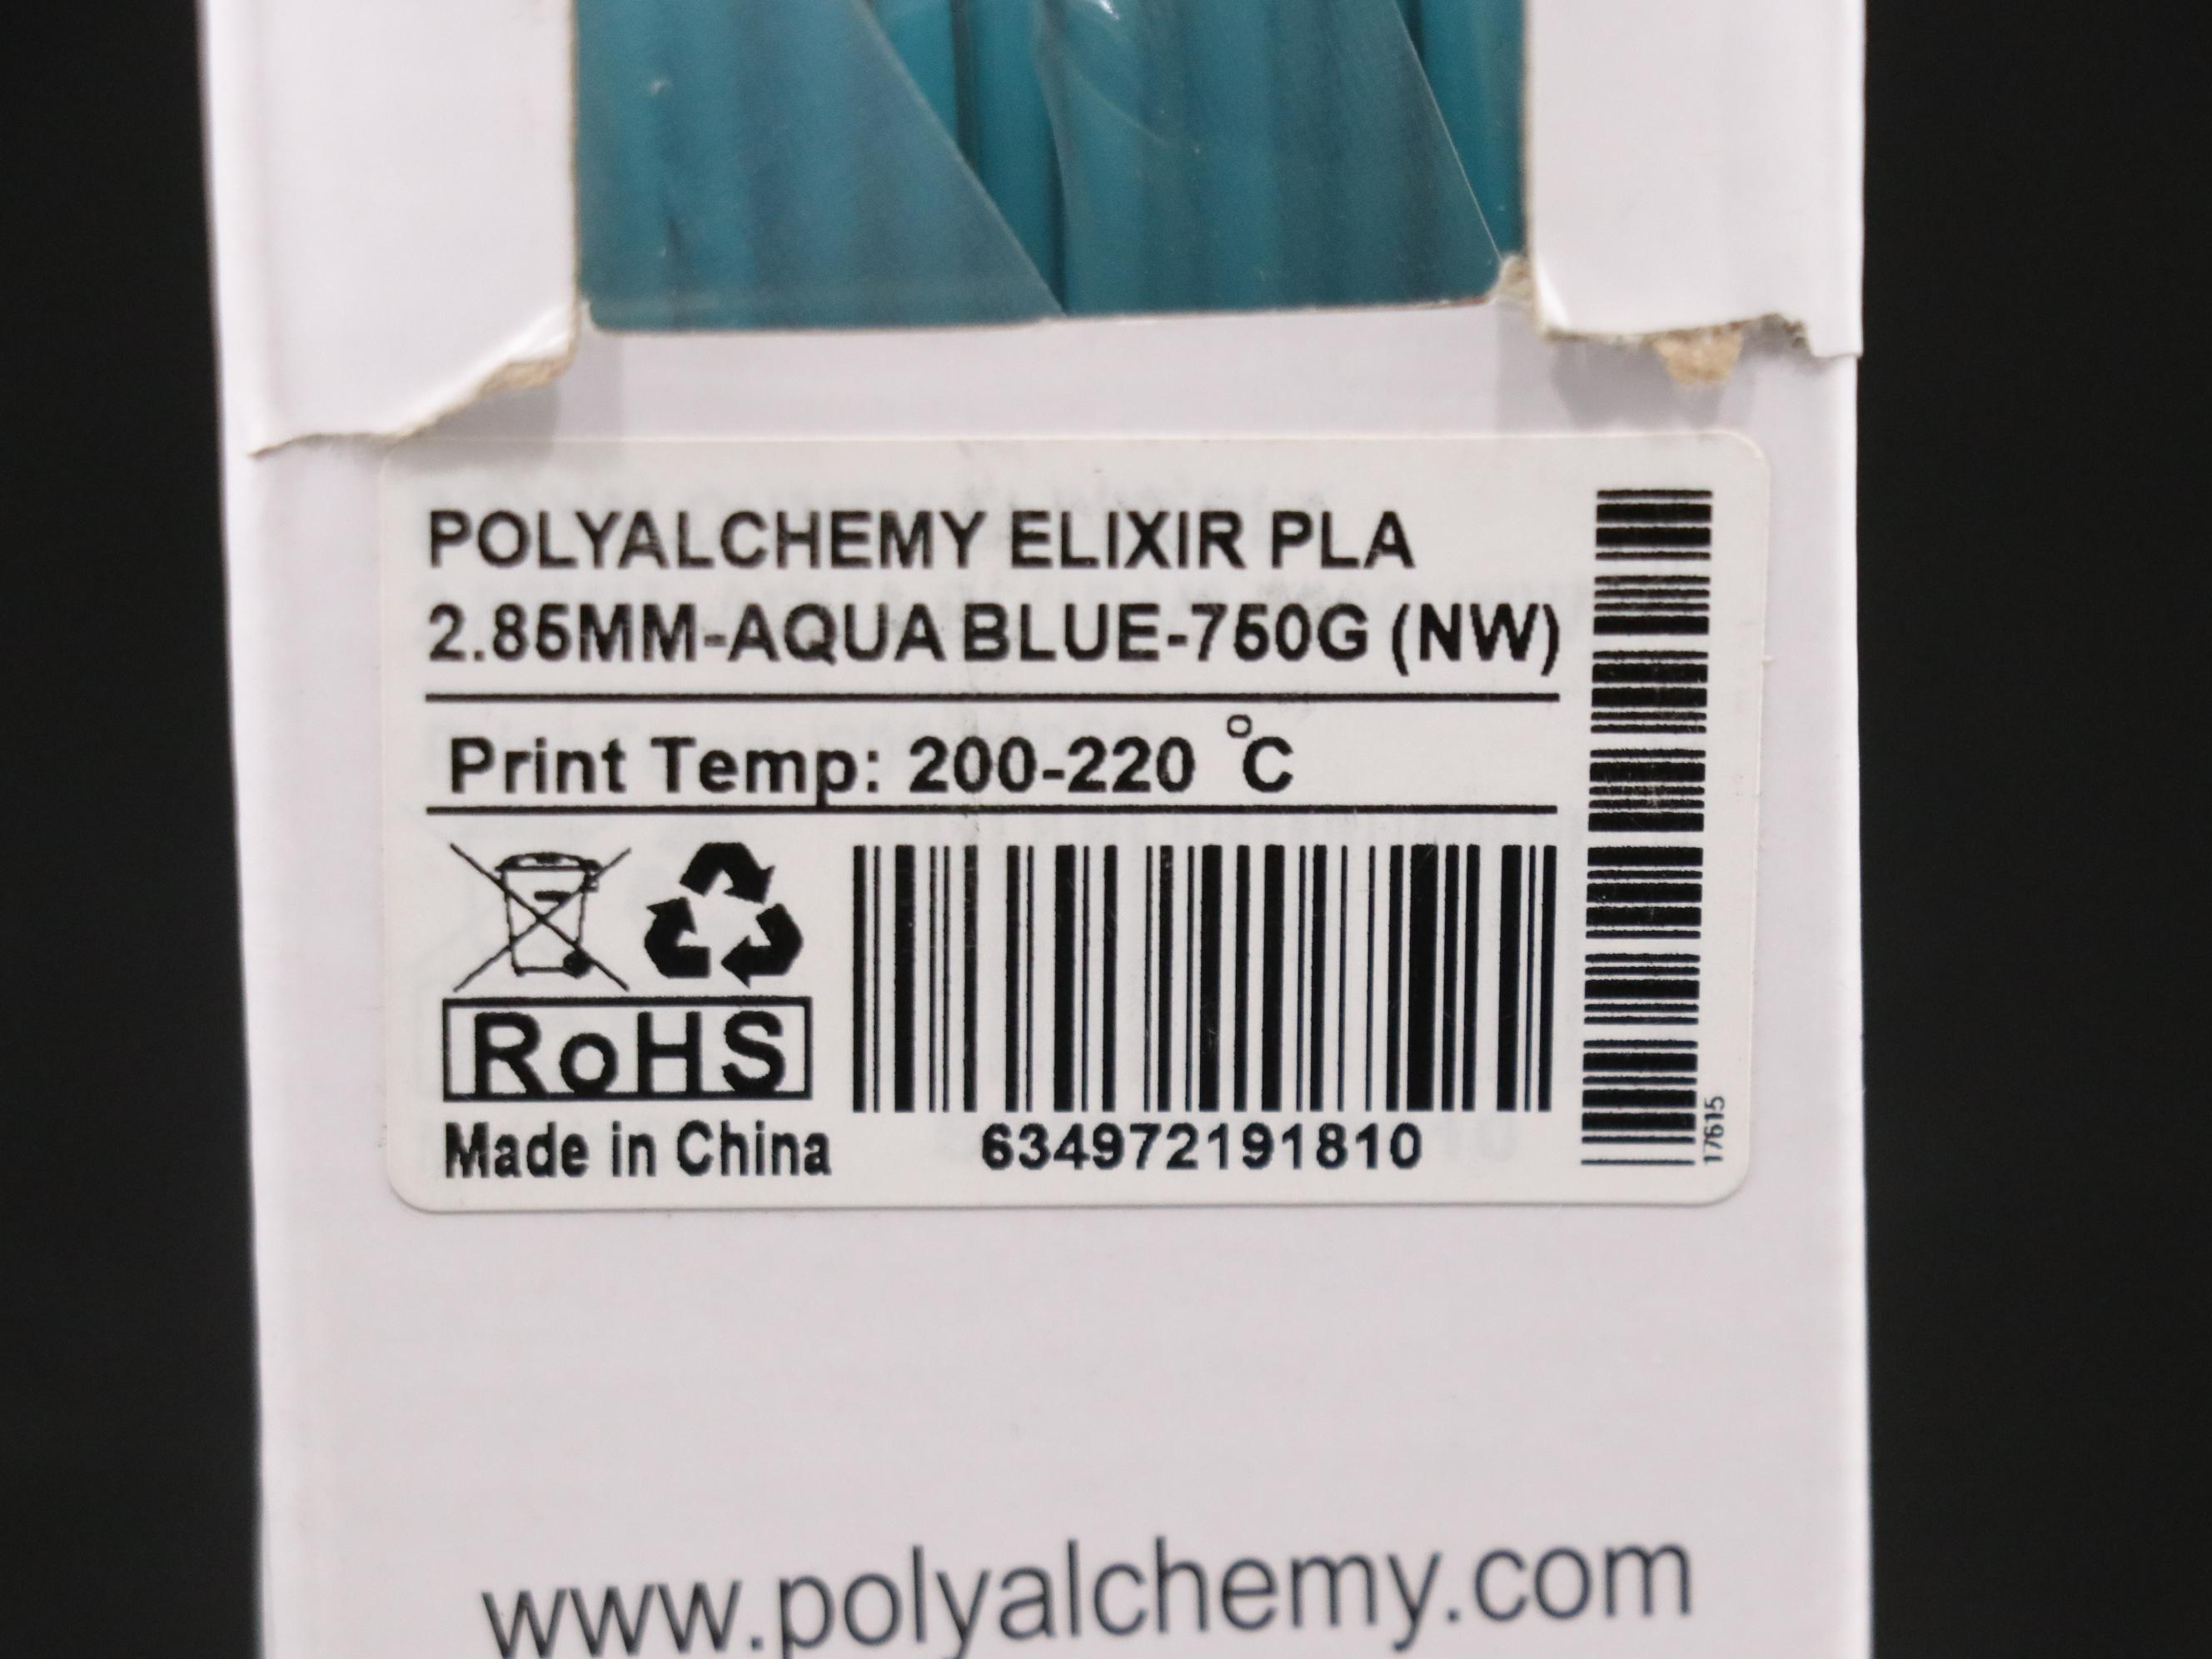 POLYALCHEMY ELIXIR PLA
2.85MM-AQUA BLUE-750G (NW)
Print Temp: 200-220 °C
RoHS
Made in China
634972191810
17615
www.polyalchemy.com